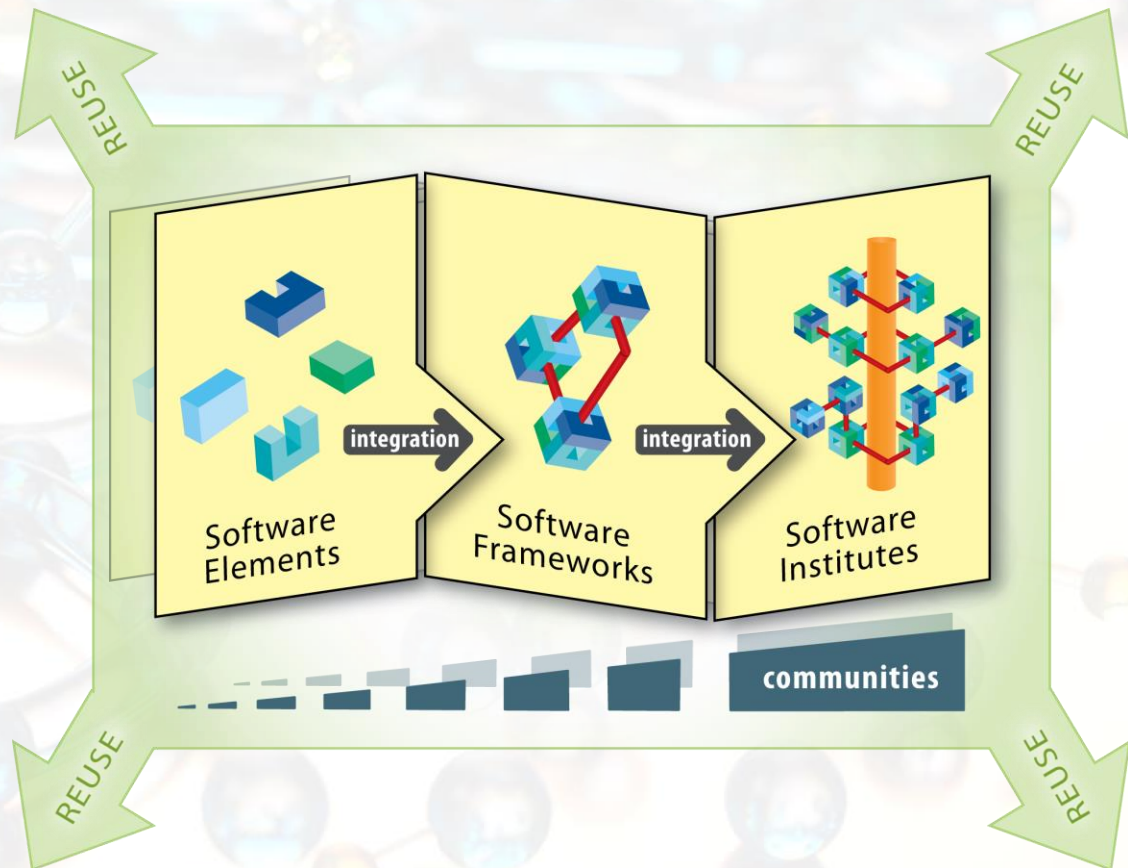 REUSE
REUSE
integration
integration
Software
Elements
Software
Frameworks
Software
Institutes
communities
REUSE
REUSE